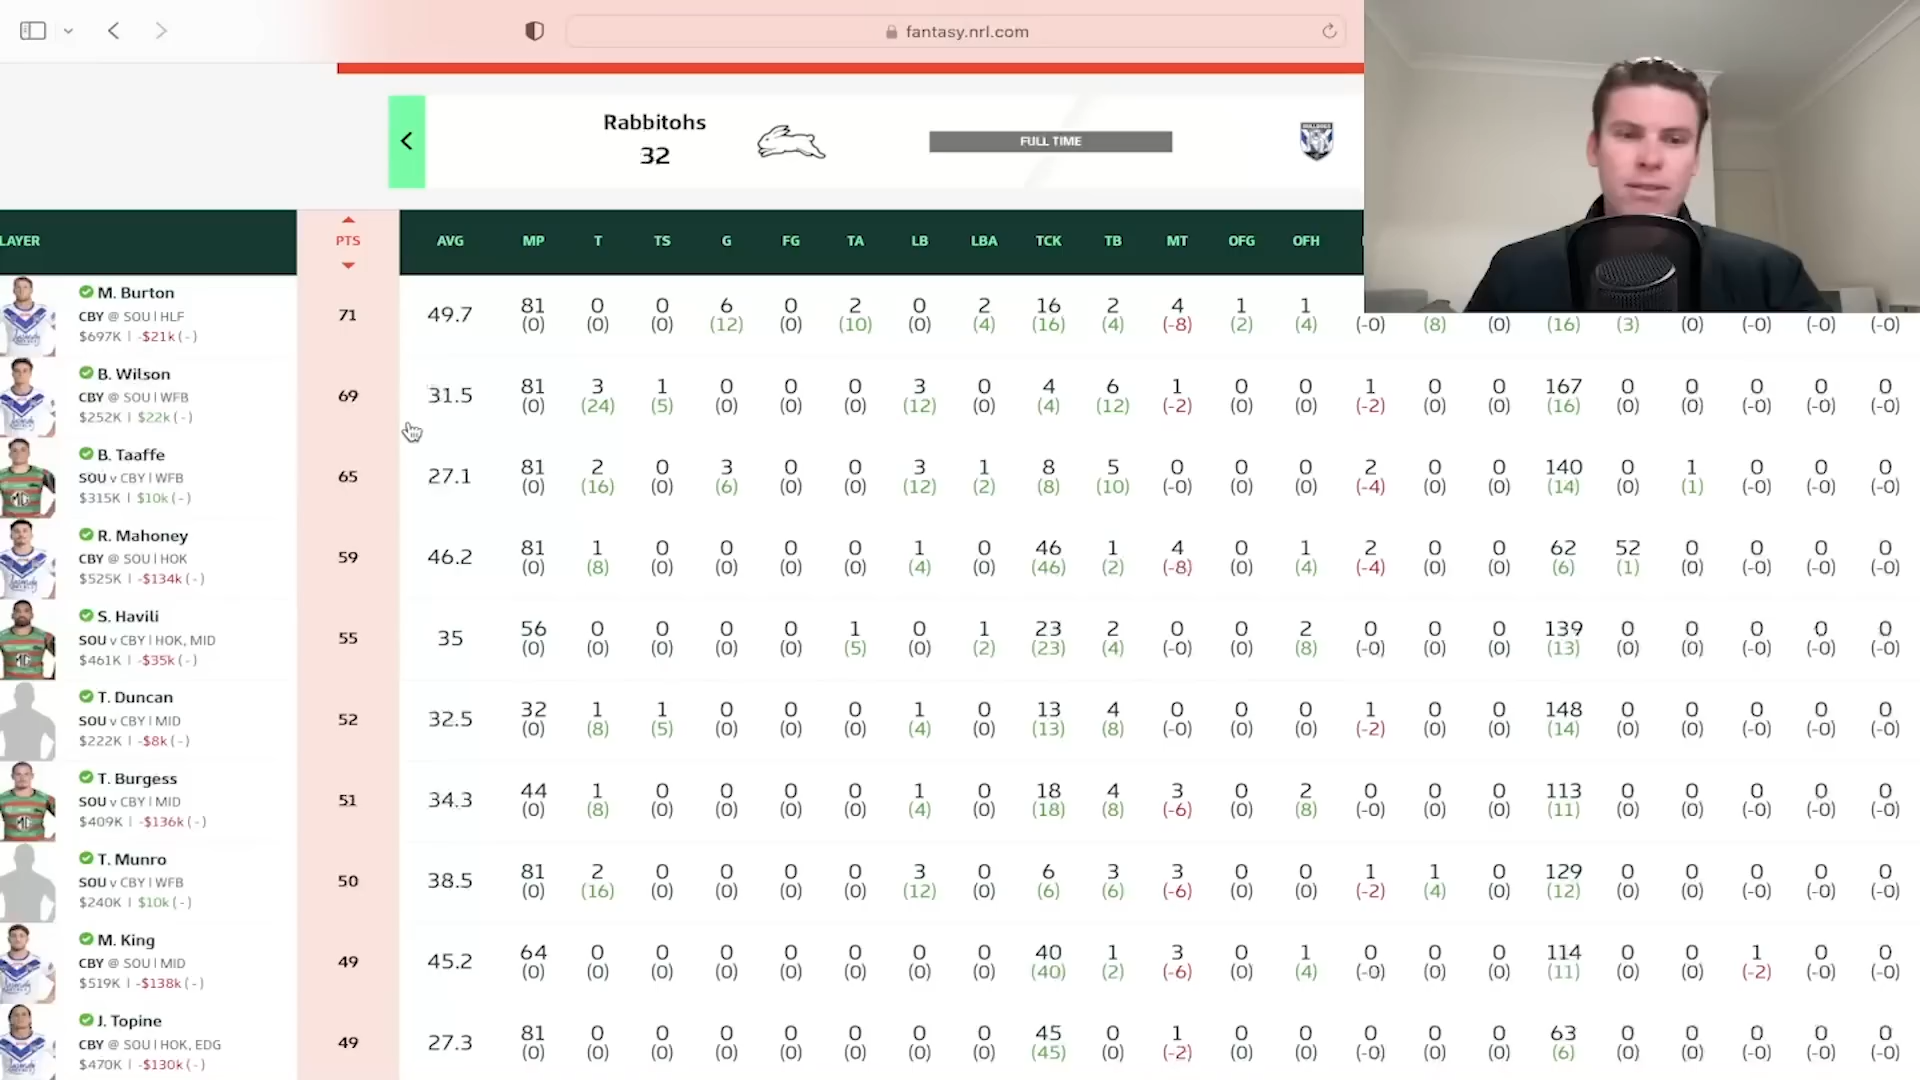 fantasy.nrl.com
Rabbitohs
32
FULL TIME
LAYER PTS AVG MP T TS G FG TA LB LBA TCK TB MT OFG OFH
M. Burton
CBY @ SOU | HLF
$697K | -$21k (-)
71 49.7 81 0 0 6 0 2 0 2 16 2 4 1 1
(0) (0) (0) (12) (0) (10) (0) (4) (16) (4) (-8) (2) (4) (-0) (8) (0) (16) (3) (0) (-0) (-0) (-0)
B. Wilson
CBY @ SOU | WFB
$252K | $22k (-)
69 31.5 81 3 1 0 0 0 3 0 4 6 1 0 0 1 0 0 167 0 0 0 0 0
(0) (24) (5) (0) (0) (0) (12) (0) (4) (12) (-2) (0) (0) (-2) (0) (0) (16) (0) (0) (-0) (-0) (-0)
B. Taaffe
SOU v CBY | WFB
$315K | $10k (-)
65 27.1 81 2 0 3 0 0 3 1 8 5 0 0 0 2 0 0 140 0 1 0 0 0
(0) (16) (0) (6) (0) (0) (12) (2) (8) (10) (-0) (0) (0) (-4) (0) (0) (14) (0) (1) (-0) (-0) (-0)
R. Mahoney
CBY @ SOU | HOK
$525K | -$134k (-)
59 46.2 81 1 0 0 0 0 1 0 46 1 4 0 1 2 0 0 62 52 0 0 0 0
(0) (8) (0) (0) (0) (0) (4) (0) (46) (2) (-8) (0) (4) (-4) (0) (0) (6) (1) (0) (-0) (-0) (-0)
S. Havili
SOU v CBY | HOK, MID
$461K | -$35k (-)
55 35 56 0 0 0 0 1 0 1 23 2 0 0 2 0 0 0 139 0 0 0 0 0
(0) (0) (0) (0) (0) (5) (0) (2) (23) (4) (-0) (0) (8) (-0) (0) (0) (13) (0) (0) (-0) (-0) (-0)
T. Duncan
SOU v CBY | MID
$222K | -$8k (-)
52 32.5 32 1 1 0 0 0 1 0 13 4 0 0 0 1 0 0 148 0 0 0 0 0
(0) (8) (5) (0) (0) (0) (4) (0) (13) (8) (-0) (0) (0) (-2) (0) (0) (14) (0) (0) (-0) (-0) (-0)
T. Burgess
SOU v CBY | MID
$409K | -$136k (-)
51 34.3 44 1 0 0 0 0 1 0 18 4 3 0 2 0 0 0 113 0 0 0 0 0
(0) (8) (0) (0) (0) (0) (4) (0) (18) (8) (-6) (0) (8) (-0) (0) (0) (11) (0) (0) (-0) (-0) (-0)
T. Munro
SOU v CBY | WFB
$240K | $10k (-)
50 38.5 81 2 0 0 0 0 3 0 6 3 3 0 0 1 1 0 129 0 0 0 0 0
(0) (16) (0) (0) (0) (0) (12) (0) (6) (6) (-6) (0) (0) (-2) (4) (0) (12) (0) (0) (-0) (-0) (-0)
M. King
CBY @ SOU | MID
$519K | -$138k (-)
49 45.2 64 0 0 0 0 0 0 0 40 1 3 0 1 0 0 0 114 0 0 1 0 0
(0) (0) (0) (0) (0) (0) (0) (0) (40) (2) (-6) (0) (4) (-0) (0) (0) (11) (0) (0) (-2) (-0) (-0)
J. Topine
CBY @ SOU | HOK, EDG
$470K | -$130k (-)
49 27.3 81 0 0 0 0 0 0 0 45 0 1 0 0 0 0 0 63 0 0 0 0 0
(0) (0) (0) (0) (0) (0) (0) (0) (45) (0) (-2) (0) (0) (-0) (0) (0) (6) (0) (0) (-0) (-0) (-0)